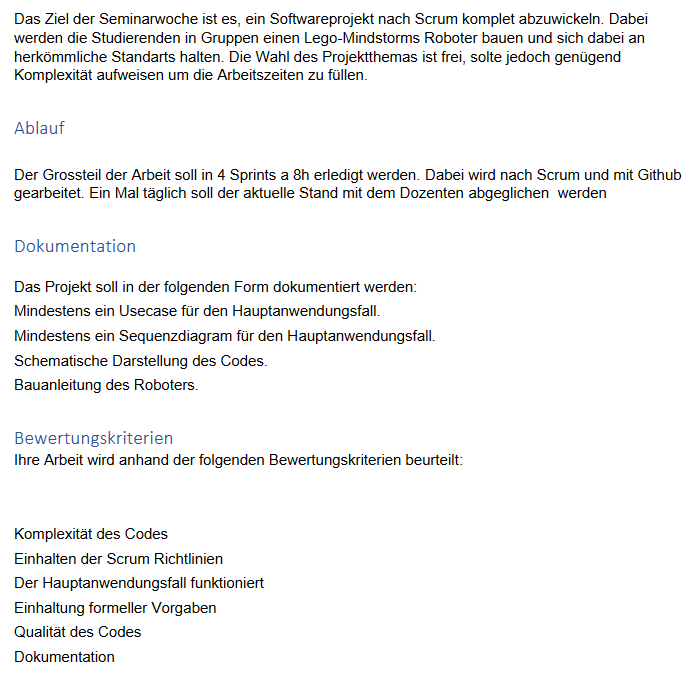 Das Ziel der Seminarwoche ist es, ein Softwareprojekt nach Scrum komplet abzuwickeln. Dabei
werden die Studierenden in Gruppen einen Lego-Mindstorms Roboter bauen und sich dabei an
herkömmliche Standarts halten. Die Wahl des Projektthemas ist frei, solte jedoch genügend
Komplexität aufweisen um die Arbeitszeiten zu füllen.
Ablauf
Der Grossteil der Arbeit soll in 4 Sprints a 8h erledigt werden. Dabei wird nach Scrum und mit Github
gearbeitet. Ein Mal täglich soll der aktuelle Stand mit dem Dozenten abgeglichen  werden
Dokumentation
Das Projekt soll in der folgenden Form dokumentiert werden:
Mindestens ein Usecase für den Hauptanwendungsfall.
Mindestens ein Sequenzdiagram für den Hauptanwendungsfall.
Schematische Darstellung des Codes.
Bauanleitung des Roboters.
Bewertungskriterien
Ihre Arbeit wird anhand der folgenden Bewertungskriterien beurteilt:
Komplexität des Codes
Einhalten der Scrum Richtlinien
Der Hauptanwendungsfall funktioniert
Einhaltung formeller Vorgaben
Qualität des Codes
Dokumentation